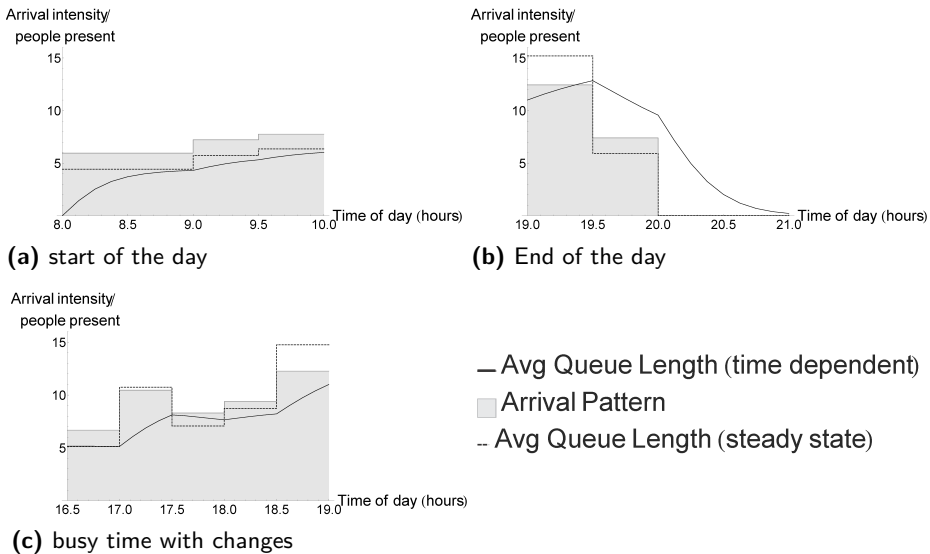 Arrival intensity/
people present
15
10
5
8.0 8.5 9.0 9.5 10.0
Time of day (hours)
(a) start of the day
Arrival intensity/
people present
15
10
5
19.0 19.5 20.0 20.5 21.0
Time of day (hours)
(b) End of the day
Arrival intensity/
people present
15
10
5
16.5 17.0 17.5 18.0 18.5 19.0
Time of day (hours)
(c) busy time with changes
Avg Queue Length (time dependent)
Arrival Pattern
Avg Queue Length (steady state)